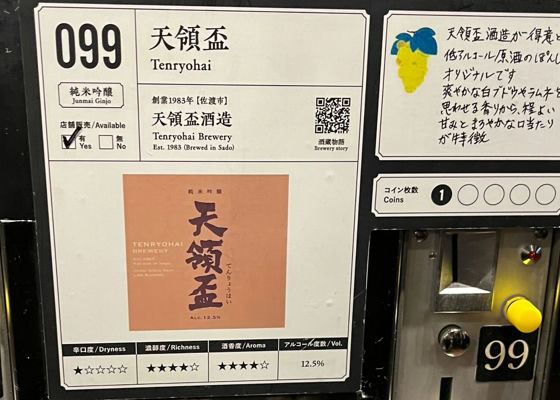 099
純米吟醸
Junmai Ginjo
店舗販売/Available
有
Yes
無
No
天領盃
Tenryohai
創業1983年【佐渡市】
天領盃酒造
Tenryohai Brewery
Est. 1983 (Brewed in Sado)
酒蔵物語
Brewery story
純米吟醸
天領盃
てんりょうはい
TENRYOHAI
BREWERY
ALC.12.5%
辛口度/Dryness
★☆☆☆☆
濃醇度/Richness
★★★★☆
酒香度/Aroma
★★★★☆
アルコール度数/Vol.
12.5%
天領盃酒造が得意と
低アルコール原酒のぽんし
オリジナルです
爽やかな白ブドウやラムネを
思わせる香りから、程よい
甘みとまろやかな口当たり
が特徴
コイン枚数
Coins
1
99